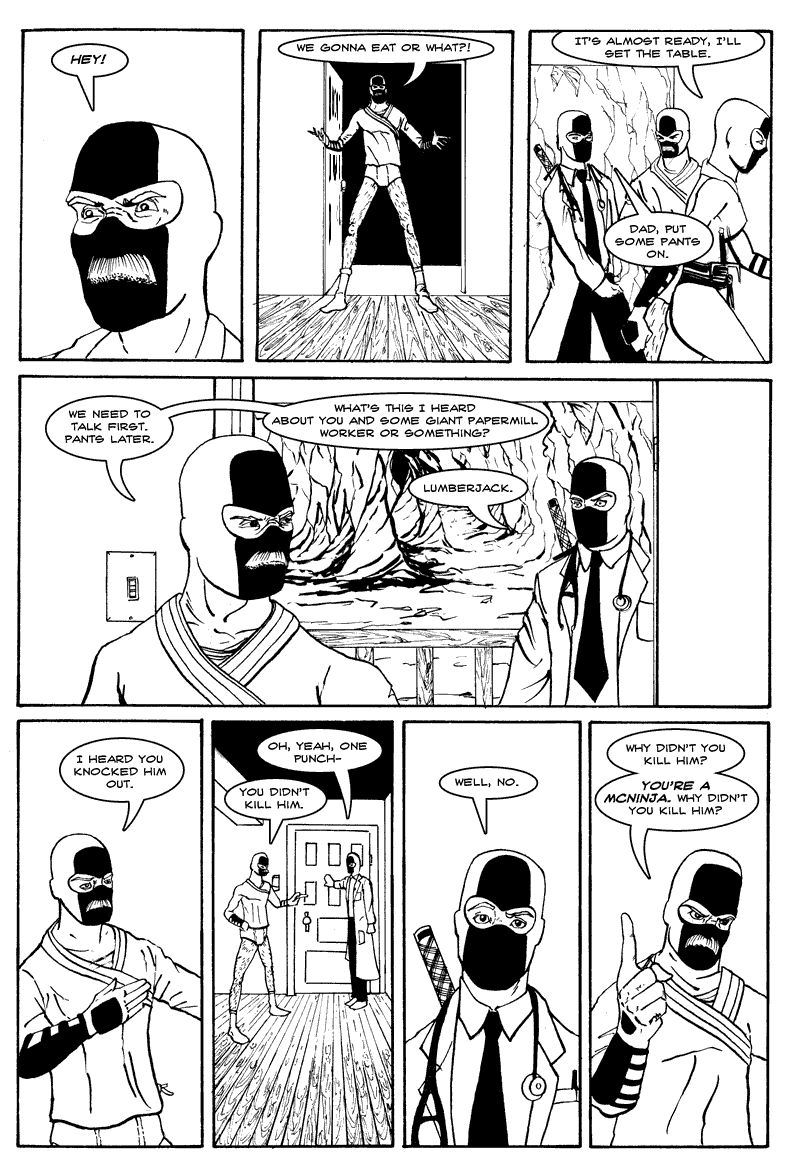 HEY!
WE GONNA EAT OR WHAT?!
IT'S ALMOST READY, I'LL
SET THE TABLE.
DAD, PUT
SOME PANTS
ON.
WE NEED TO
TALK FIRST.
PANTS LATER.
WHAT'S THIS I HEARD
ABOUT YOU AND SOME GIANT PAPERMILL
WORKER OR SOMETHING?
LUMBERJACK.
I HEARD YOU
KNOCKED HIM
OUT.
OH, YEAH, ONE
PUNCH-
YOU DIDN'T
KILL HIM.
WELL, NO.
WHY DIDN'T YOU
KILL HIM?
YOU'RE A
MCNINJA. WHY DIDN'T
YOU KILL HIM?